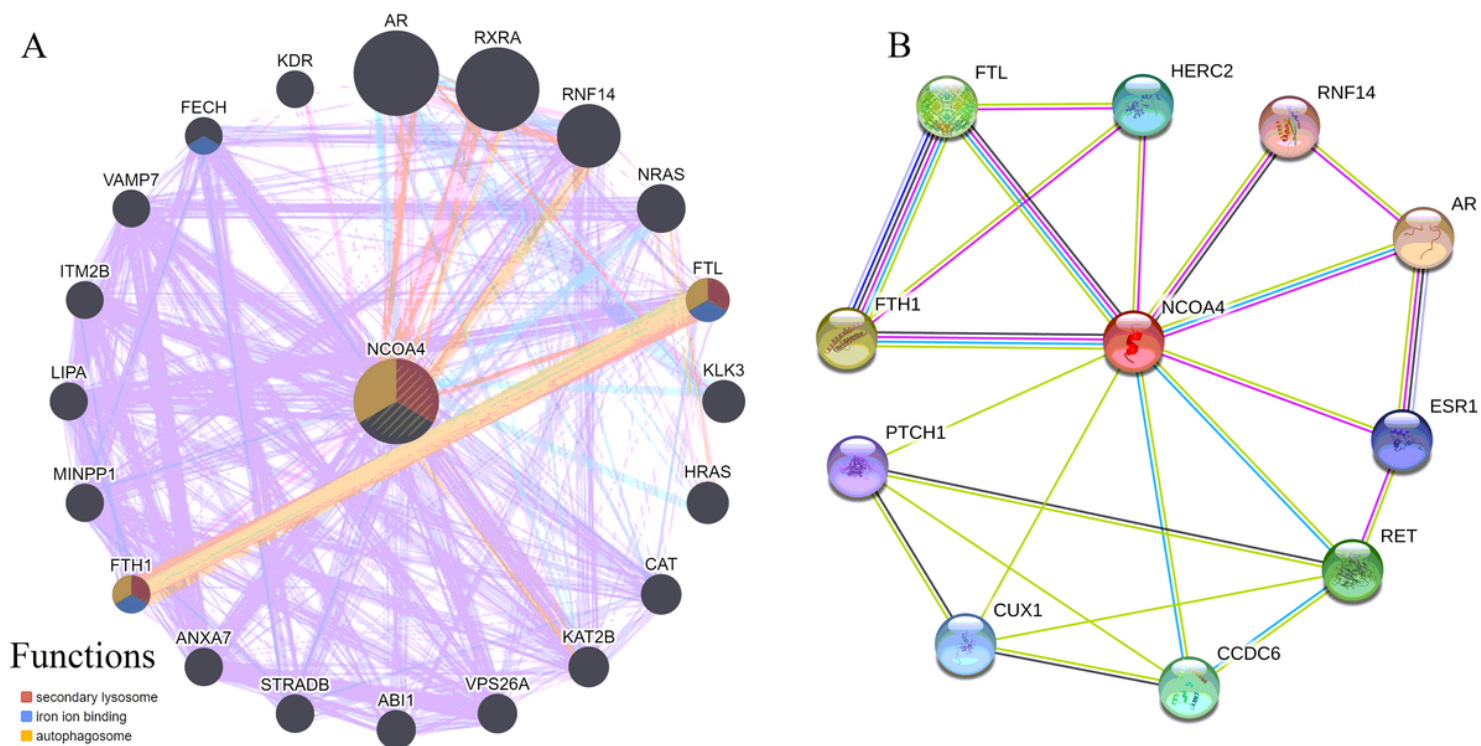 A
AR
RXRA
KDR
RNF14
FECH
NRAS
VAMP7
FTL
ITM2B
NCOA4
KLK3
LIPA
MINPP1
HRAS
FTH1
CAT
ANXA7
KAT2B
STRADB
ABI1
VPS26A
Functions
secondary lysosome
iron ion binding
autophagosome
B
FTL
HERC2
RNF14
AR
FTH1
NCOA4
ESR1
PTCH1
RET
CUX1
CCDC6